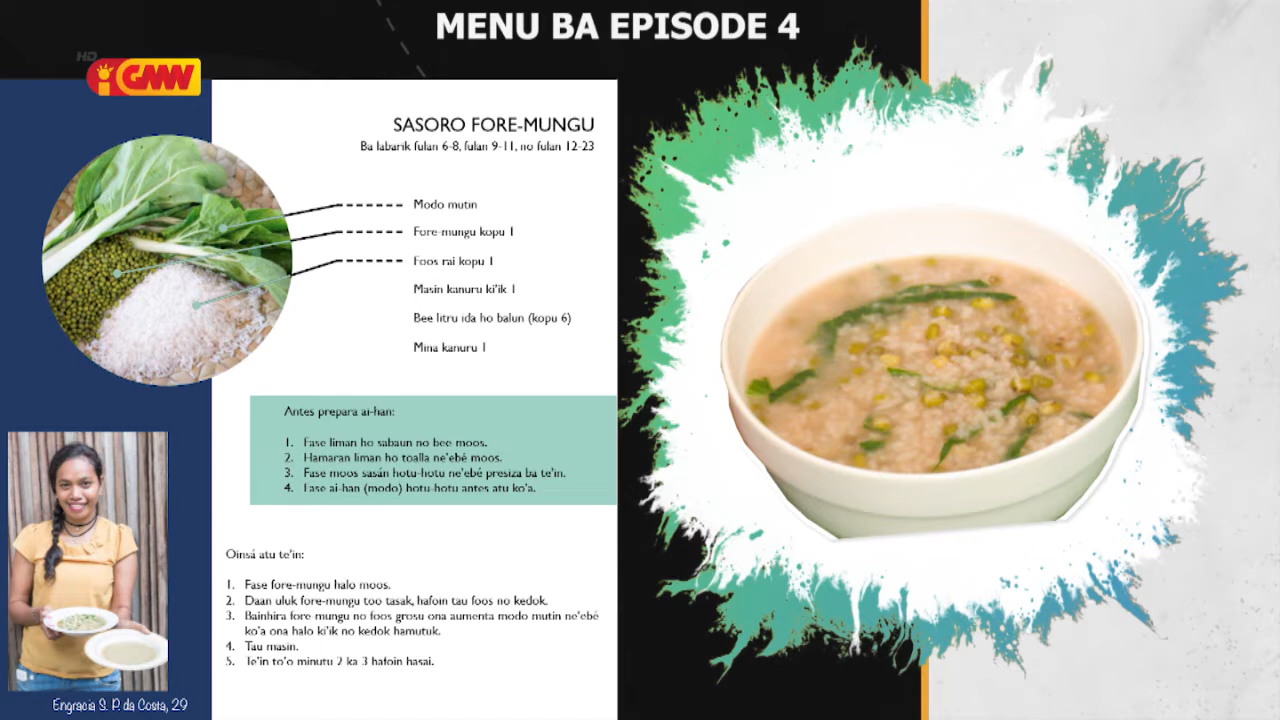 MENU BA EPISODE 4
HD
GMN
SASORO FORE-MUNGU
Ba labarik fulan 6-8, fulan 9-11, no fulan 12-23
Modo mutin
Fore-mungu kopu 1
Foos rai kopu 1
Masin kanuru ki'ik 1
Bee litru ida ho balun (kopu 6)
Mina kanuru 1
Antes prepara ai-han:
1. Fase liman ho sabaun no bee moos.
2. Hamaran liman ho toalla ne'ebé moos.
3. Fase moos sasán hotu-hotu ne'ebé presiza ba te'in.
4. Fase ai-han (modo) hotu-hotu antes atu ko'a.
Oinsá atu te'in:
1. Fase fore-mungu halo moos.
2. Daan uluk fore-mungu too tasak, hafoin tau foos no kedok.
3. Bainhira fore-mungu no foos grosu ona aumenta modo mutin ne'ebé
ko'a ona halo ki'ik no kedok hamutuk.
4. Tau masin.
5. Te'in to'o minutu 2 ka 3 hafoin hasai.
Engracia S. P. da Costa, 29